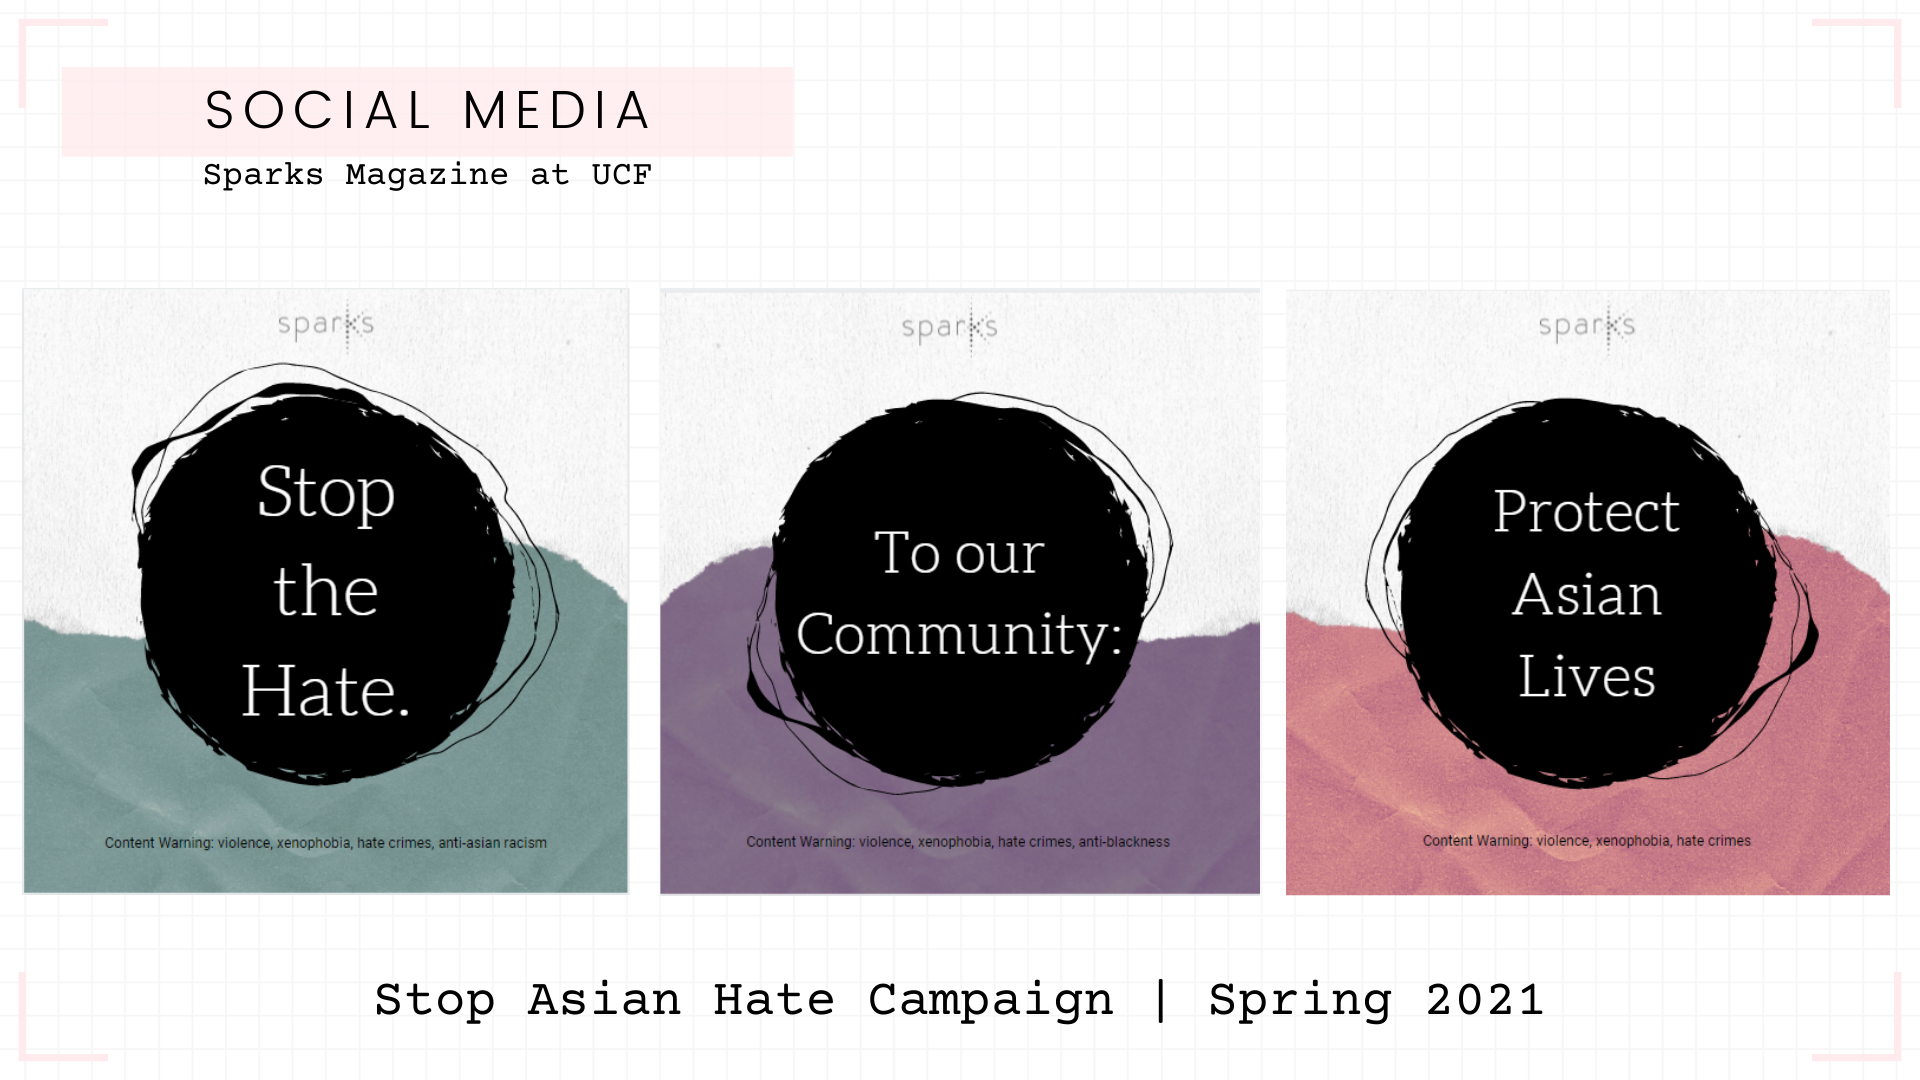 SOCIAL MEDIA
Sparks Magazine at UCF
sparks
Stop
the
Hate.
Content Warning: violence, xenophobia, hate crimes, anti-asian racism
sparks
To our
Community:
Content Warning: violence, xenophobia, hate crimes, anti-blackness
sparks
Protect
Asian
Lives
Content Warning: violence, xenophobia, hate crimes
Stop Asian Hate Campaign | Spring 2021